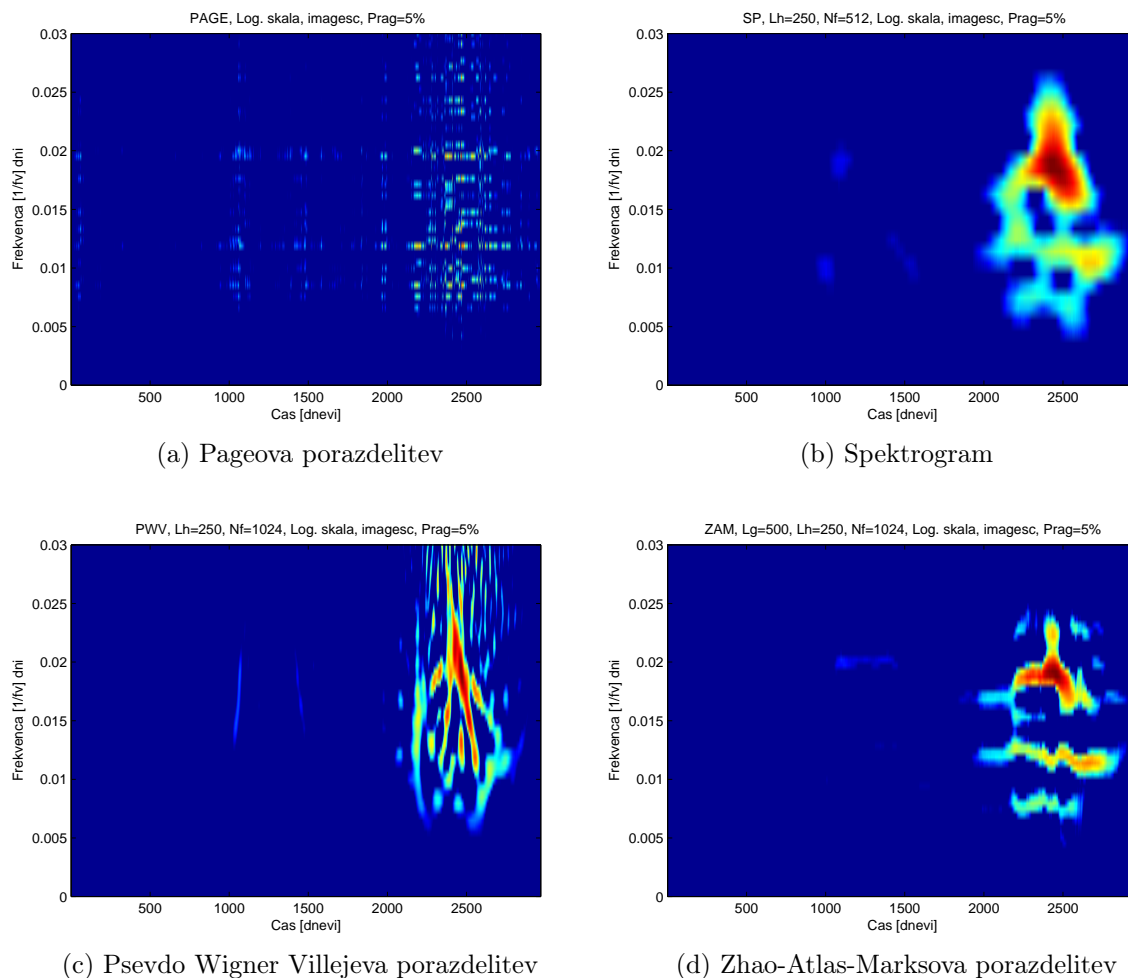 PAGE, Log. skala, imagesc, Prag=5%
0.03
0.025
0.02
0.015
0.01
0.005
0
Frekvenca [1/fv] dni
500 1000 1500 2000 2500
Cas [dnevi]
(a) Pageova porazdelitev
SP, Lh=250, Nf=512, Log. skala, imagesc, Prag=5%
0.03
0.025
0.02
0.015
0.01
0.005
0
Frekvenca [1/fv] dni
500 1000 1500 2000 2500
Cas [dnevi]
(b) Spektrogram
PWV, Lh=250, Nf=1024, Log. skala, imagesc, Prag=5%
0.03
0.025
0.02
0.015
0.01
0.005
0
Frekvenca [1/fv] dni
500 1000 1500 2000 2500
Cas [dnevi]
(c) Psevdo Wigner Villejeva porazdelitev
ZAM, Lg=500, Lh=250, Nf=1024, Log. skala, imagesc, Prag=5%
0.03
0.025
0.02
0.015
0.01
0.005
0
Frekvenca [1/fv] dni
500 1000 1500 2000 2500
Cas [dnevi]
(d) Zhao-Atlas-Marksova porazdelitev